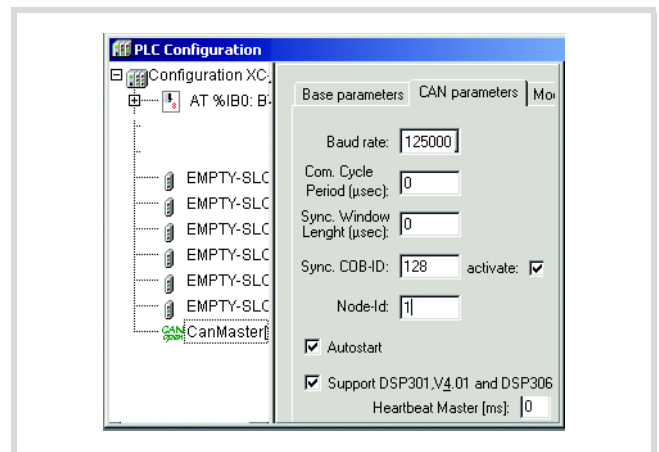 PLC Configuration
Configuration XC-
AT %IB0: B
EMPTY-SLC
EMPTY-SLC
EMPTY-SLC
EMPTY-SLC
EMPTY-SLC
EMPTY-SLC
CAN open CanMaster[
Base parameters CAN parameters Mo
Baud rate: 125000
Com. Cycle
Period (µsec): 0
Sync. Window
Lenght (µsec): 0
Sync. COB-ID: 128 activate:
Node-Id: 1
Autostart
Support DSP301,V4.01 and DSP306
Heartbeat Master [ms]: 0